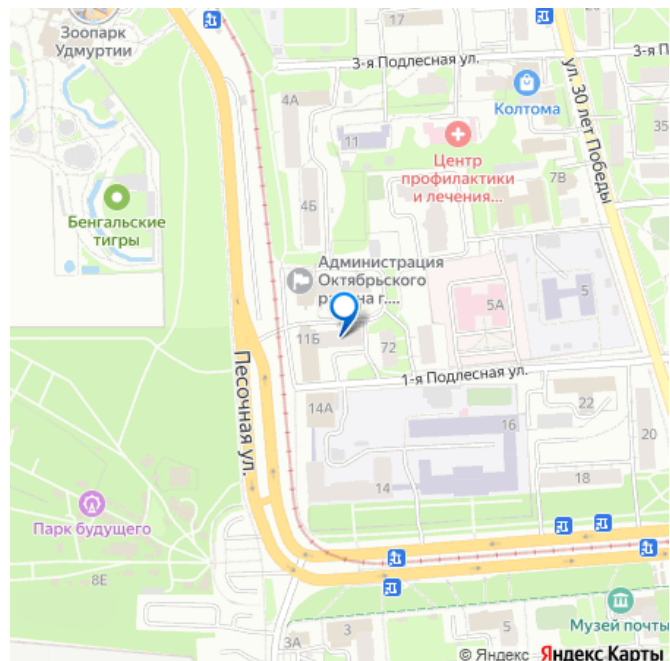 Зоопарк
Удмуртии
17
3-я Подлесная ул.
3-я П
ул. 30 лет Победы
4А
Колтома
11
35
Центр
профилактики
и лечения...
7В
4Б
Бенгальские
тигры
Администрация
Октябрьского
района г....
5А
5
11Б
72
1-я Подлесная ул.
Песочная ул.
14А
22
16
20
18
14
Парк будущего
8Е
3А
3
5
Музей почты
© Яндекс Яндекс Карты